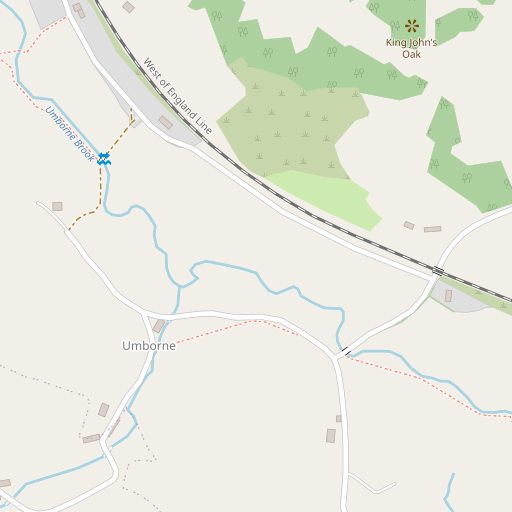 King John's
Oak
West of England Line
Umborne Brook
Umborne